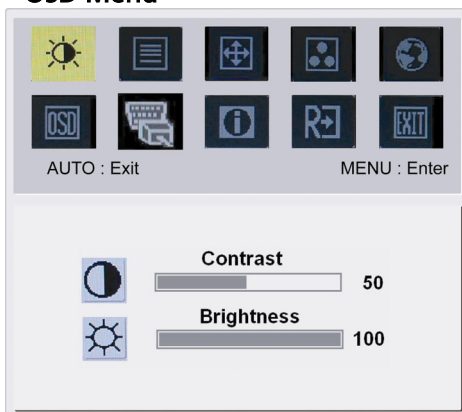 OSD Menu
OSD
i
R
EXIT
AUTO : Exit
MENU : Enter
Contrast
50
Brightness
100